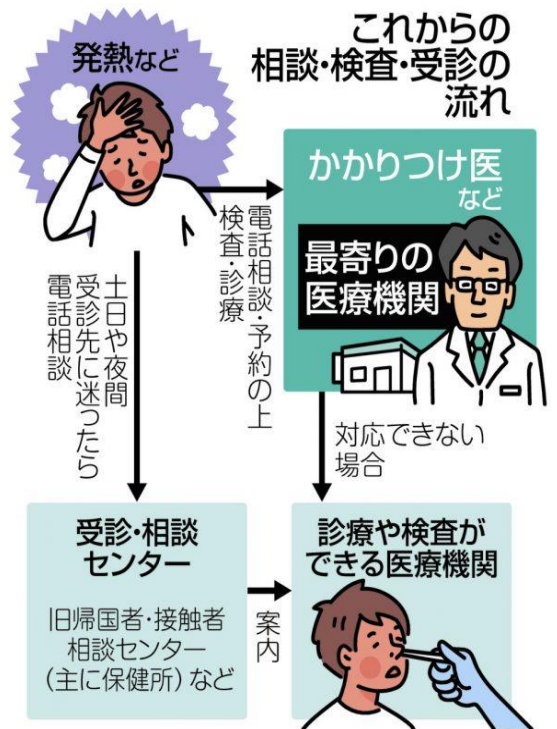 これからの
相談・検査・受診の
流れ
発熱など
かかりつけ医
など
最寄りの
医療機関
電話相談・予約の上
検査・診療
土日や夜間
受診先に迷ったら
電話相談
対応できない
場合
受診・相談
センター
旧帰国者・接触者
相談センター
(主に保健所)など
案内
診療や検査が
できる医療機関